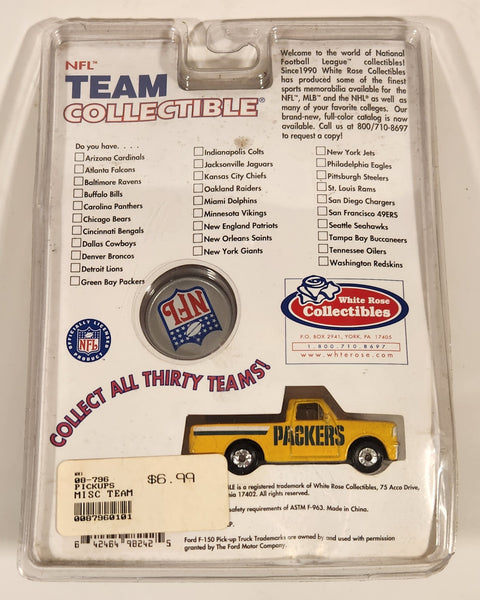 NFL™
TEAM
COLLECTIBLE®
Welcome to the world of National
Football League™ collectibles!
Since1990 White Rose Collectibles
has produced some of the finest
sports memorabilia available for the
NFL™, MLB™ and the NHL® as well as
many of your favorite colleges. Our
brand-new, full-color catalog is now
available. Call us at 800/710-8697
to request a copy!
Do you have. . . .
Arizona Cardinals
Atlanta Falcons
Baltimore Ravens
Buffalo Bills
Carolina Panthers
Chicago Bears
Cincinnati Bengals
Dallas Cowboys
Denver Broncos
Detroit Lions
Green Bay Packers
Indianapolis Colts
Jacksonville Jaguars
Kansas City Chiefs
Oakland Raiders
Miami Dolphins
Minnesota Vikings
New England Patriots
New Orleans Saints
New York Giants
New York Jets
Philadelphia Eagles
Pittsburgh Steelers
St. Louis Rams
San Diego Chargers
San Francisco 49ERS
Seattle Seahawks
Tampa Bay Buccaneers
Tennessee Oilers
Washington Redskins
NFL
OFFICIALLY LICENSED
NFL
PRODUCT
White Rose
Collectibles
P.O. BOX 2941, YORK, PA. 17405
1.800.710.8697
www.whterose.com
COLLECT ALL THIRTY TEAMS!
PACKERS
08-796
PICKUPS
MISC TEAM
0087960101
$6.99
is a registered trademark of White Rose Collectibles, 75 Acco Drive,
17402. All rights reserved.
safety requirements of ASTM F-963. Made in China.
Ford F-150 Pick-up Truck Trademarks are owned by and used with permission
granted by The Ford Motor Company.
6 42464 98242 5